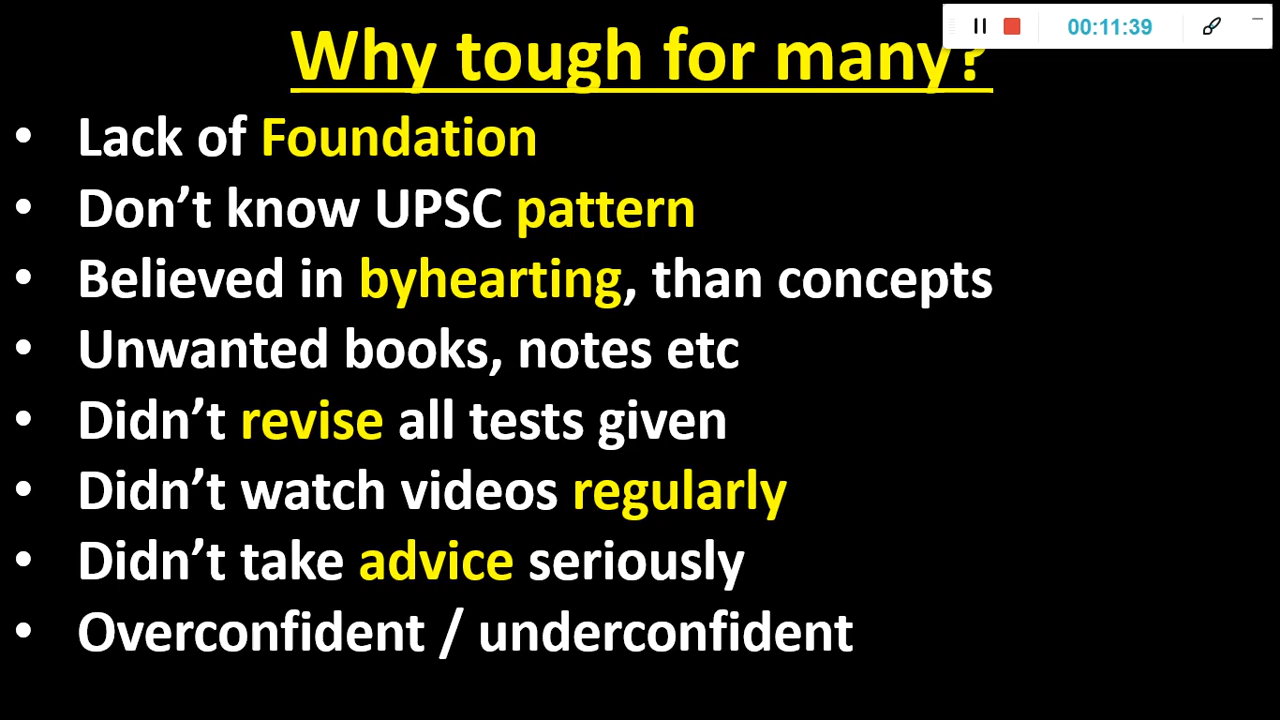 Why tough for many?
00:11:39
• Lack of Foundation
• Don’t know UPSC pattern
• Believed in byhearting, than concepts
• Unwanted books, notes etc
• Didn’t revise all tests given
• Didn’t watch videos regularly
• Didn’t take advice seriously
• Overconfident / underconfident